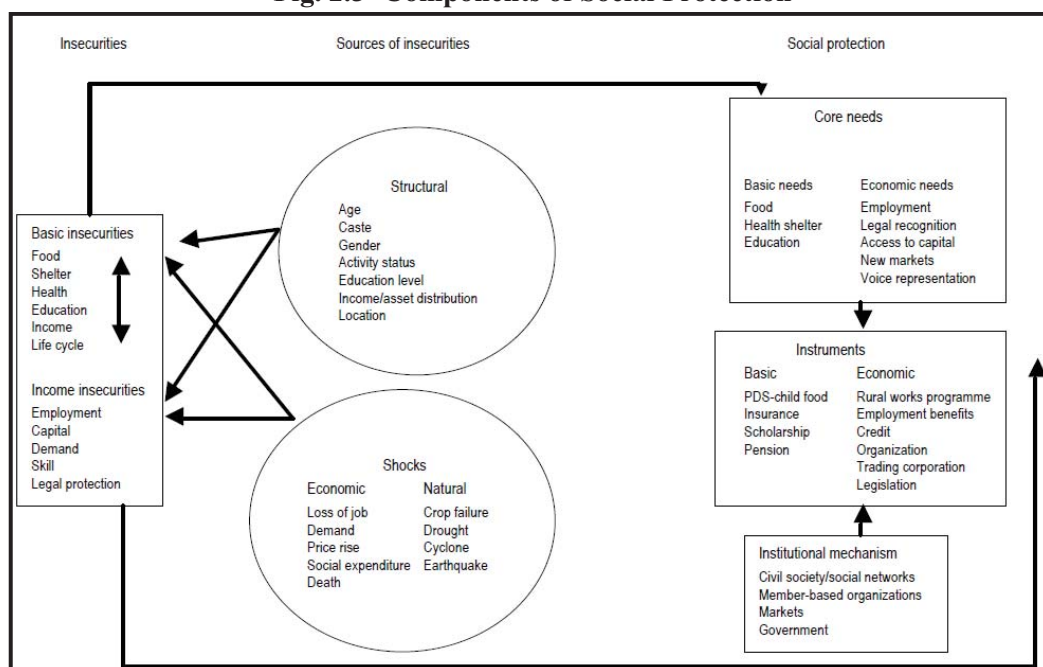 Fig. 2.3 Components of Social Protection
Insecurities
Sources of insecurities
Social protection
Basic insecurities
Food
Shelter
Health
Education
Income
Life cycle
Income insecurities
Employment
Capital
Demand
Skill
Legal protection
Structural
Age
Caste
Gender
Activity status
Education level
Income/asset distribution
Location
Shocks
Economic
Loss of job
Demand
Price rise
Social expenditure
Death
Natural
Crop failure
Drought
Cyclone
Earthquake
Core needs
Basic needs
Food
Health shelter
Education
Economic needs
Employment
Legal recognition
Access to capital
New markets
Voice representation
Instruments
Basic
PDS-child food
Insurance
Scholarship
Pension
Economic
Rural works programme
Employment benefits
Credit
Organization
Trading corporation
Legislation
Institutional mechanism
Civil society/social networks
Member-based organizations
Markets
Government